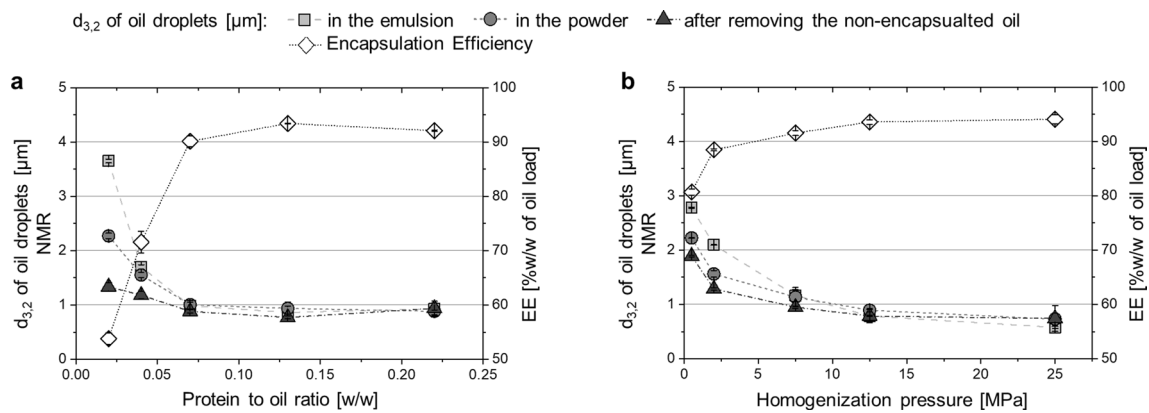 d3,2 of oil droplets [µm]: in the emulsion in the powder after removing the non-encapsualted oil
Encapsulation Efficiency
a
5
4
3
2
1
0
d3,2 of oil droplets [µm]
NMR
100
90
80
70
60
50
EE [%w/w of oil load]
0.00 0.05 0.10 0.15 0.20 0.25
Protein to oil ratio [w/w]
b
5
4
3
2
1
0
d3,2 of oil droplets [µm]
NMR
100
90
80
70
60
50
EE [%w/w of oil load]
0 5 10 15 20 25
Homogenization pressure [MPa]